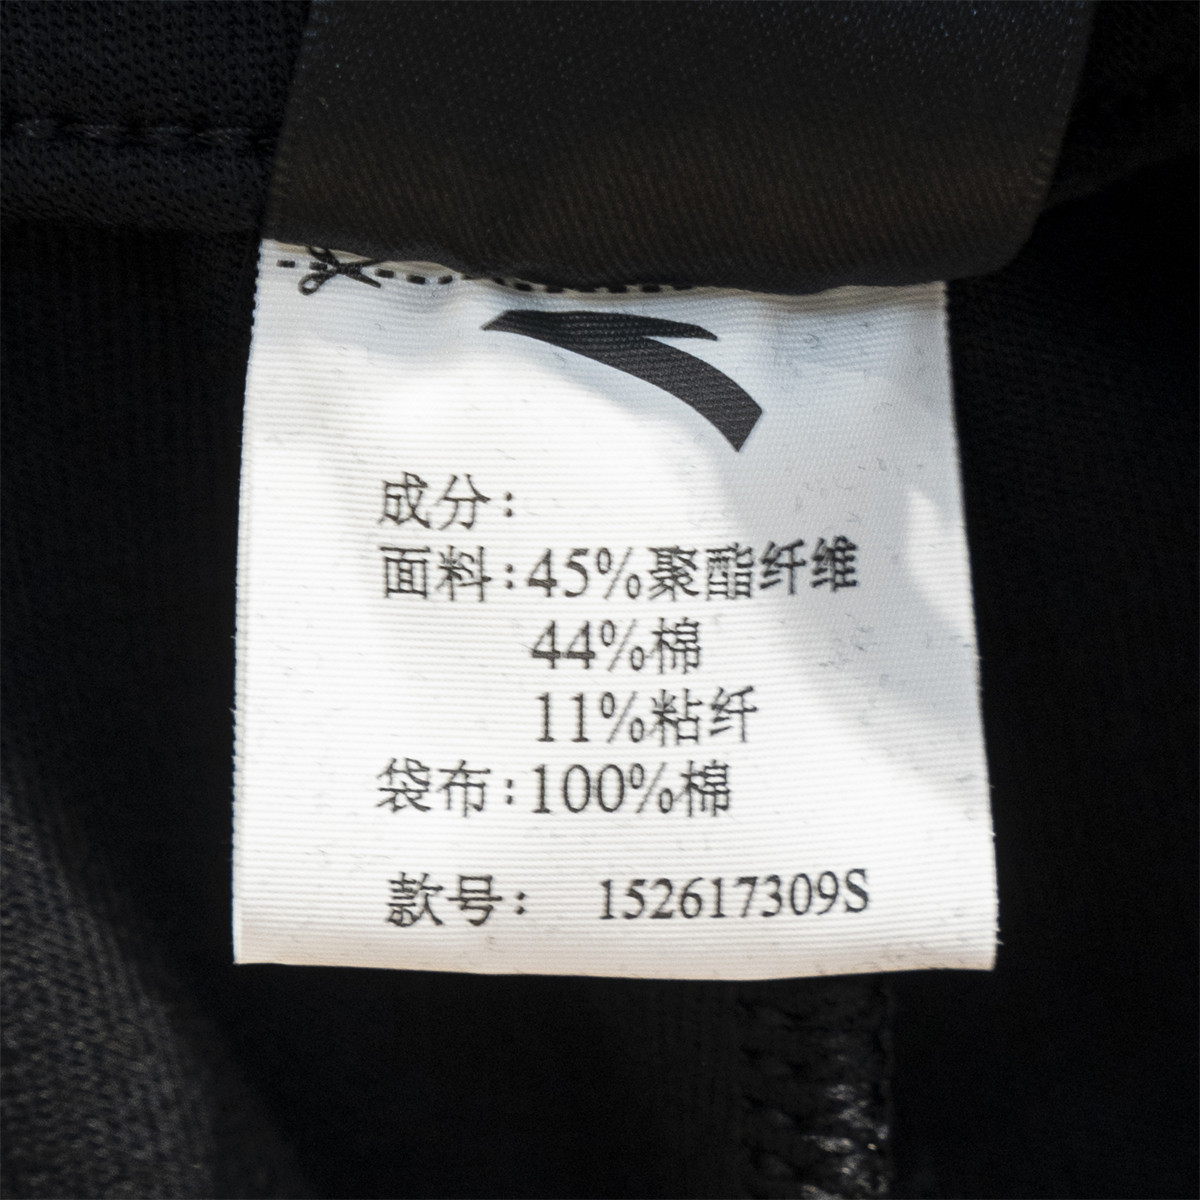 成分:
面料:45%聚酯纤维
44%棉
11%粘纤
袋布:100%棉
款号: 152617309S